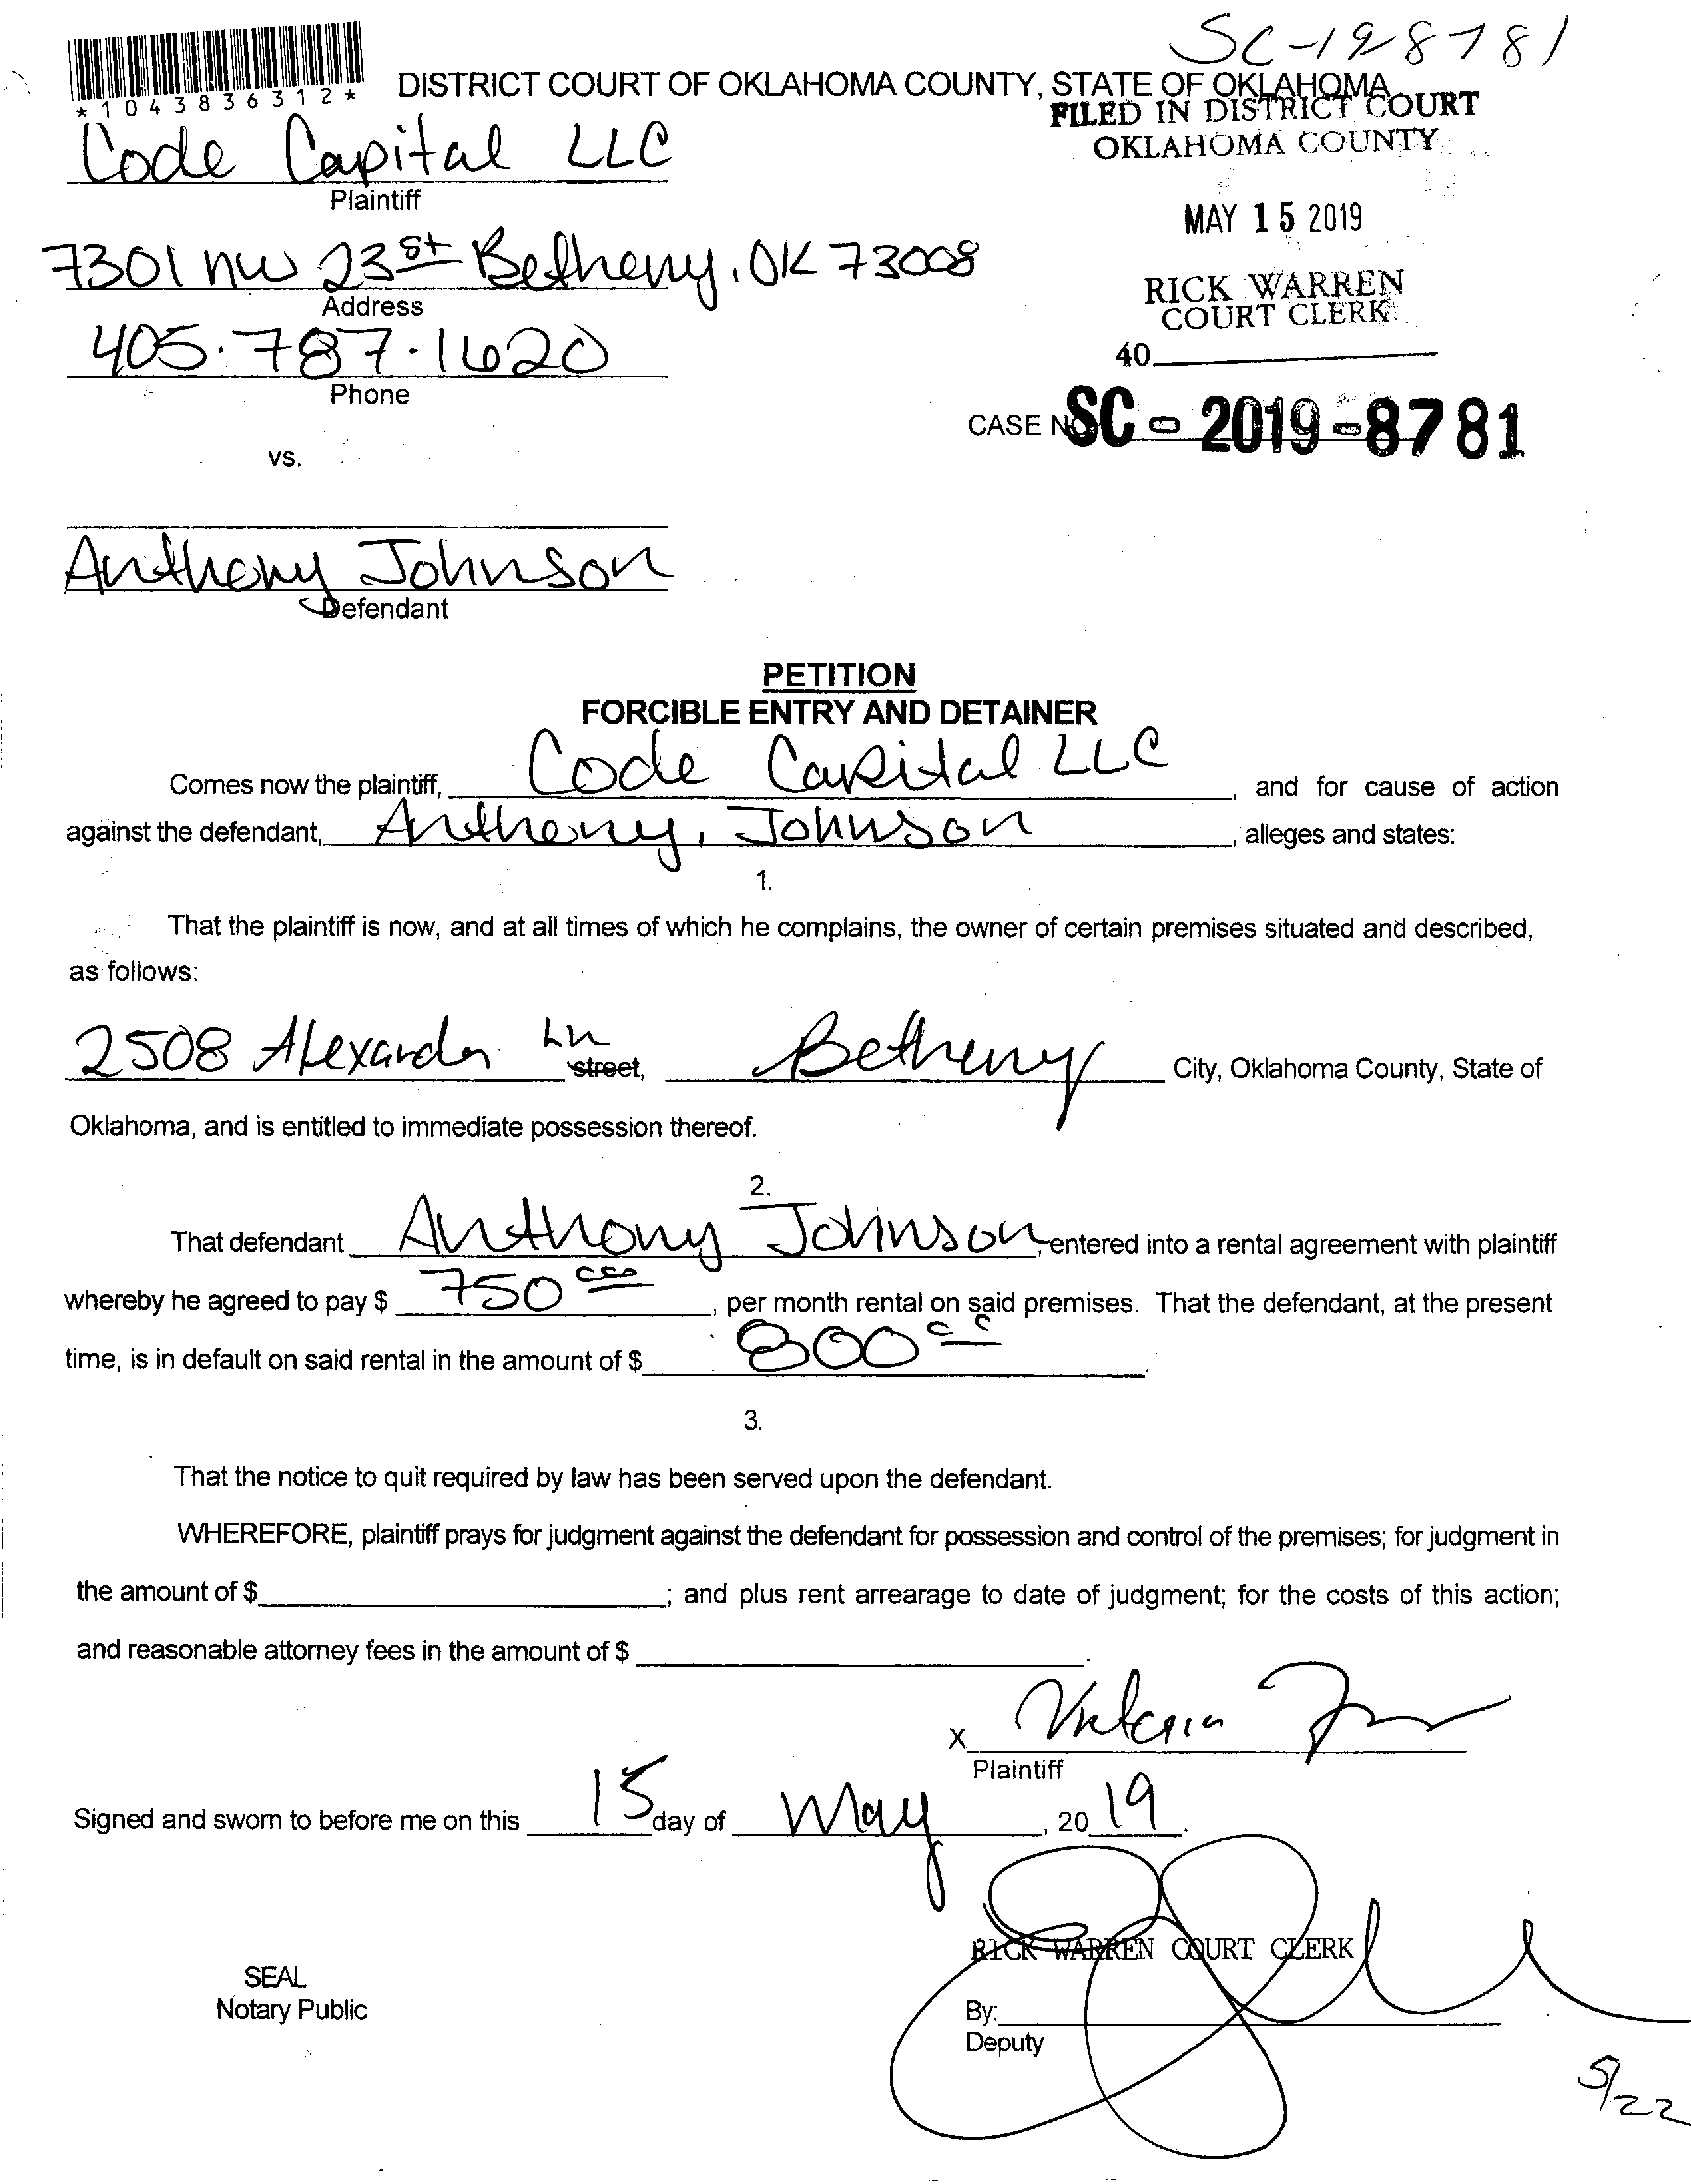 SC-198781
*1043836312*
DISTRICT COURT OF OKLAHOMA COUNTY, STATE OF OKLAHOMA
FILED IN DISTRICT COURT
OKLAHOMA COUNTY
Code Capital LLC
Plaintiff
MAY 15 2019
7301 NW 23st Betheny, OK 73008
Address
RICK WARREN
COURT CLERK
405.787.1620
Phone
40
CASE NO. SC-2019-8781
vs.
Anthony Johnson
Defendant
PETITION
FORCIBLE ENTRY AND DETAINER
Comes now the plaintiff, Code Capital LLC, and for cause of action
against the defendant, Anthony, Johnson, alleges and states:
1.
That the plaintiff is now, and at all times of which he complains, the owner of certain premises situated and described,
as follows:
2508 Alexander Ln street, Betheny City, Oklahoma County, State of
Oklahoma, and is entitled to immediate possession thereof.
2.
That defendant Anthony Johnson, entered into a rental agreement with plaintiff
whereby he agreed to pay $ 750, per month rental on said premises. That the defendant, at the present
time, is in default on said rental in the amount of $ 800.
3.
That the notice to quit required by law has been served upon the defendant.
WHEREFORE, plaintiff prays for judgment against the defendant for possession and control of the premises; for judgment in
the amount of $ ; and plus rent arrearage to date of judgment; for the costs of this action;
and reasonable attorney fees in the amount of $ .
X Victoria
Plaintiff
Signed and sworn to before me on this 15 day of May, 2019.
RICK WARREN COURT CLERK
SEAL
Notary Public
By:
Deputy
5/22